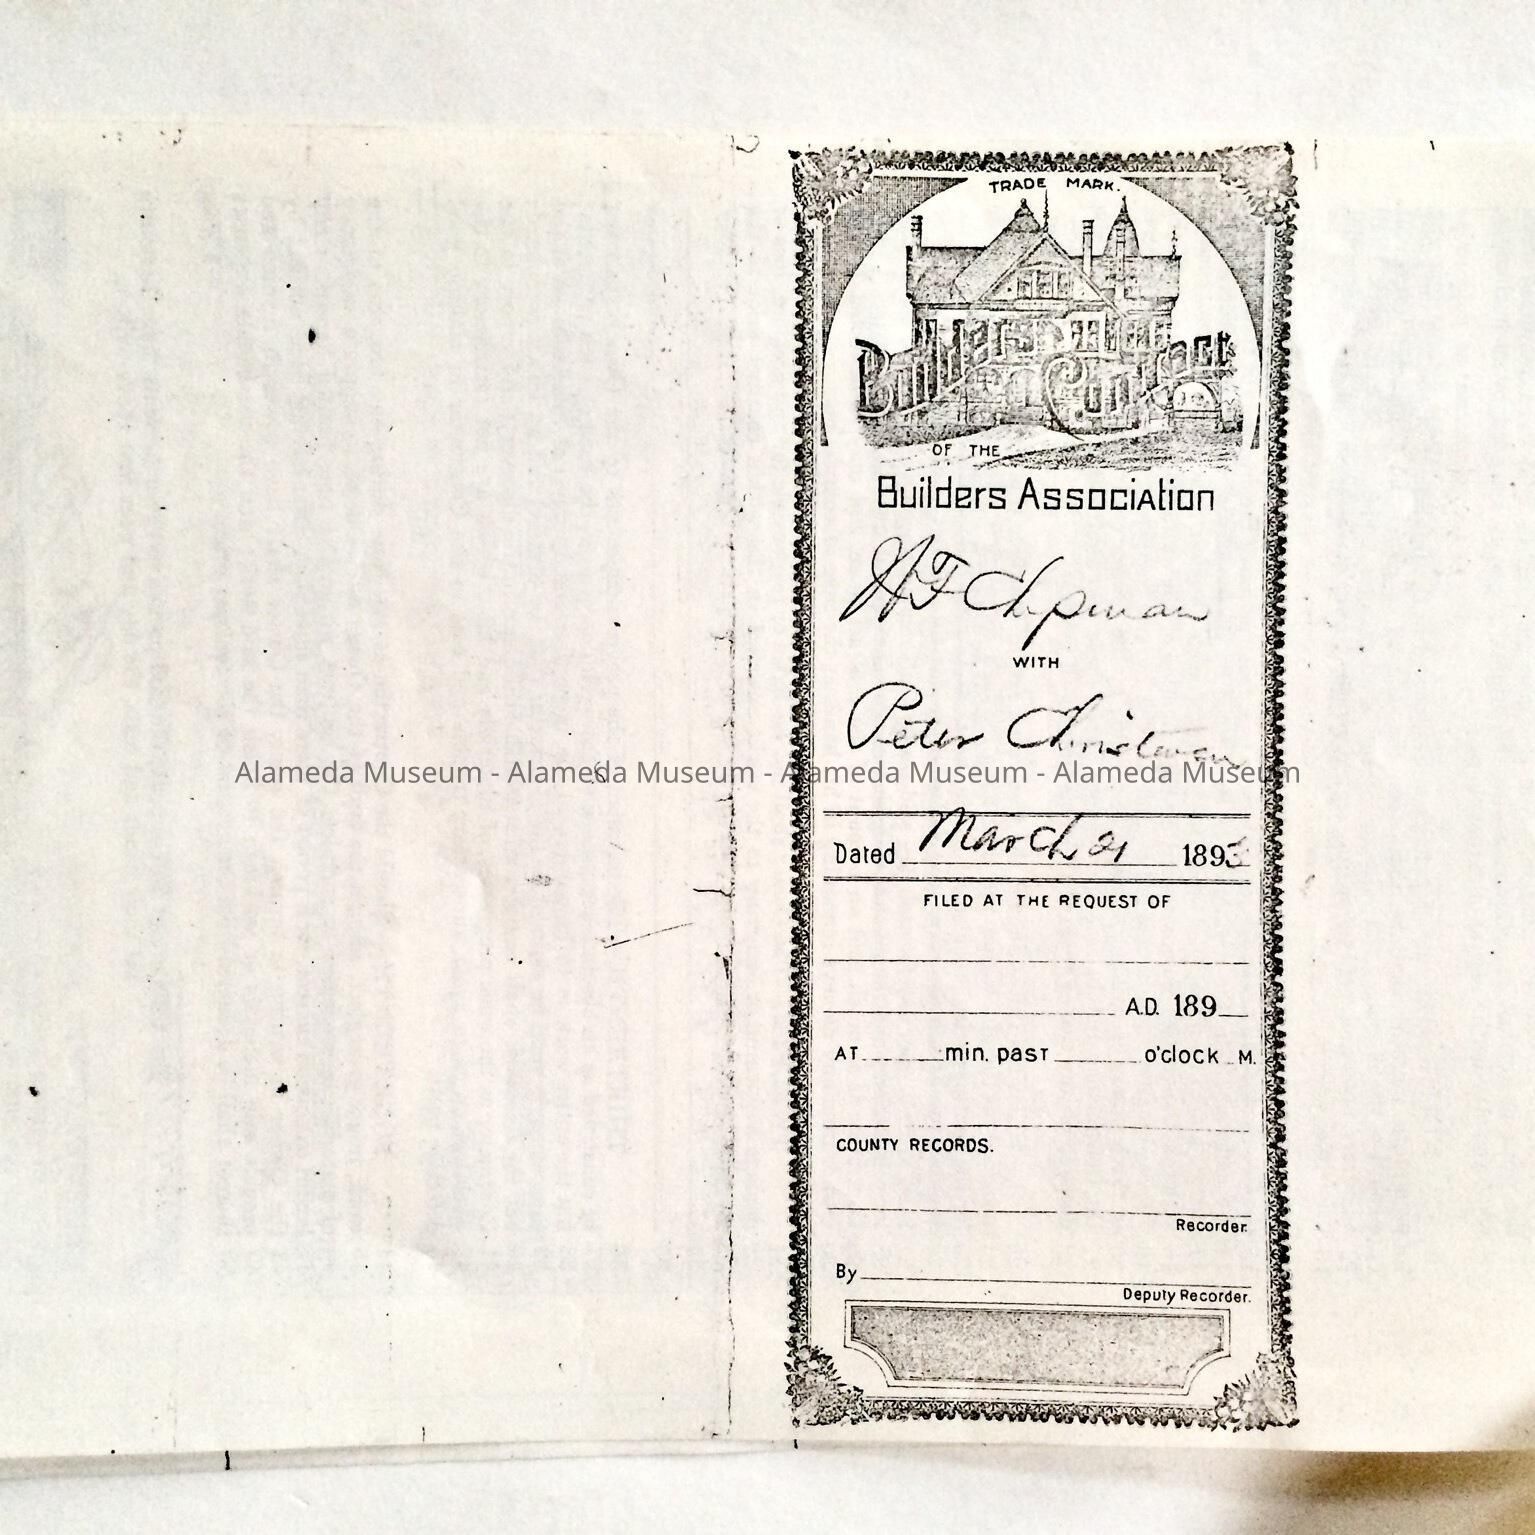 TRADE MARK.
Builders Contract
OF THE
Builders Association
Chpman
WITH
Peter
Alameda Museum - Alameda Museum - Alameda Museum - Alameda Museum
Dated March 21 1893
FILED AT THE REQUEST OF
A.D. 189
AT min. past o'clock M.
COUNTY RECORDS.
Recorder.
By
Deputy Recorder.